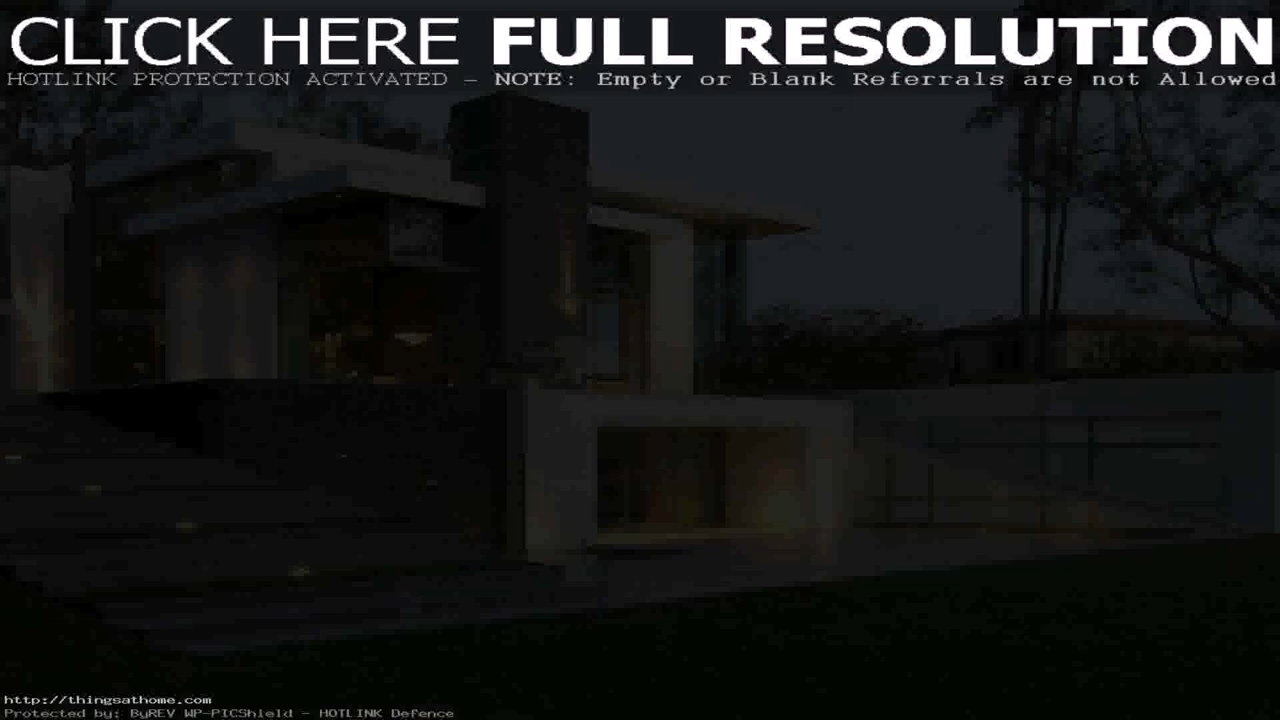 CLICK HERE FULL RESOLUTION
HOTLINK PROTECTION ACTIVATED - NOTE: Empty or Blank Referrals are not Allowed
http://thingsathome.com
Protected by: ByREV WP-PICShield - HOTLINK Defence